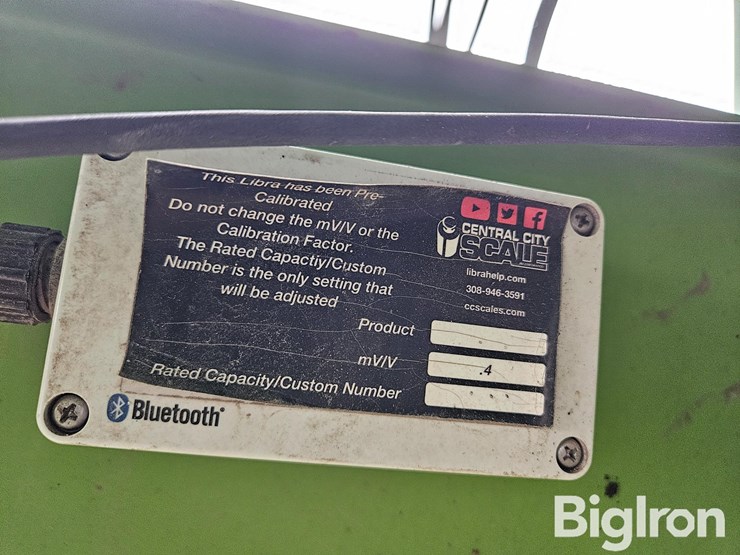 This Libra has been Pre-
Calibrated
Do not change the mV/V or the
Calibration Factor.
The Rated Capactiy/Custom
Number is the only setting that
will be adjusted
CENTRAL CITY
SCALE
librahelp.com
308-946-3591
ccscales.com
Product
mV/V
.4
Rated Capacity/Custom Number
Bluetooth®
BigIron